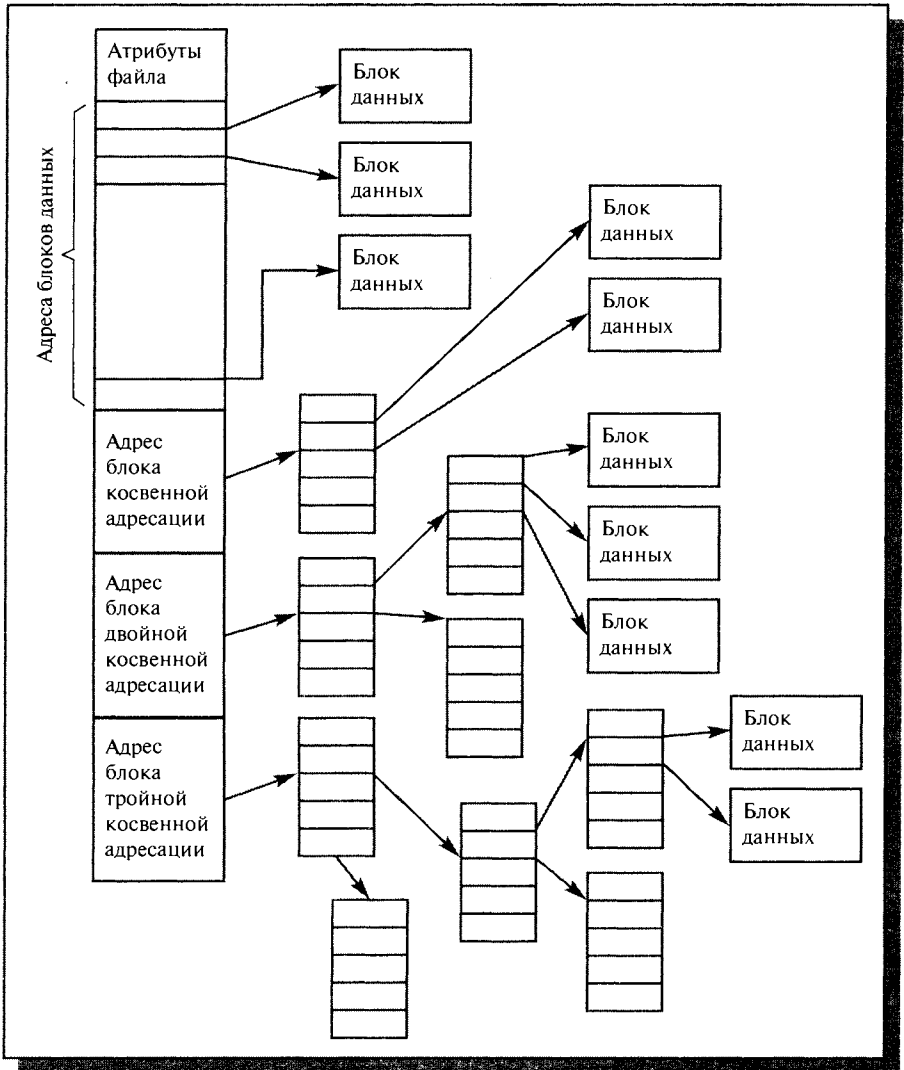 Атрибуты
файла
Адреса блоков данных
Блок
данных
Блок
данных
Блок
данных
Блок
данных
Блок
данных
Адрес
блока
косвенной
адресации
Блок
данных
Блок
данных
Блок
данных
Адрес
блока
двойной
косвенной
адресации
Адрес
блока
тройной
косвенной
адресации
Блок
данных
Блок
данных